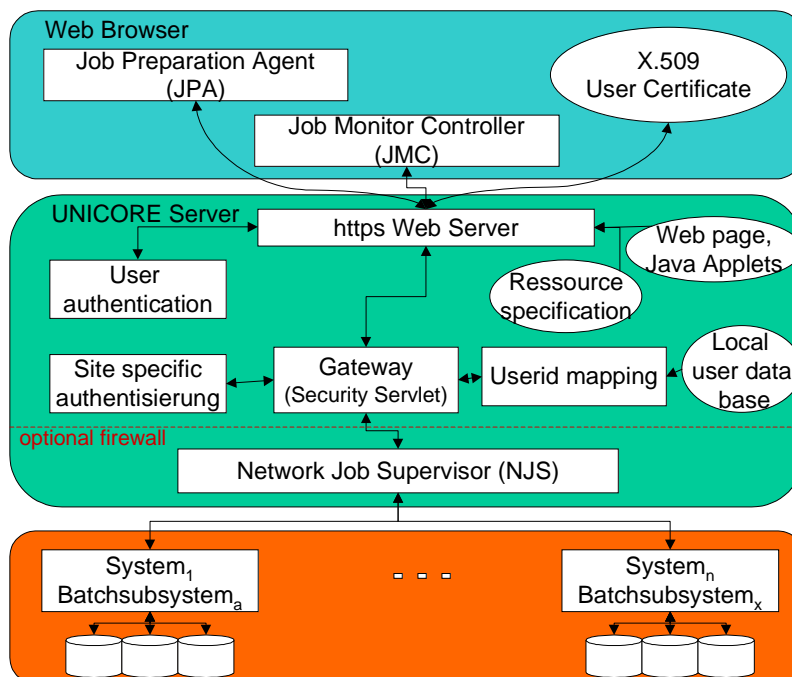 Web Browser
Job Preparation Agent
(JPA)
X.509
User Certificate
Job Monitor Controller
(JMC)
UNICORE Server
https Web Server
Web page,
Java Applets
User
authentication
Ressource
specification
Site specific
authentisierung
Gateway
(Security Servlet)
Userid mapping
Local
user data
base
optional firewall
Network Job Supervisor (NJS)
System1
Batchsubsystema
- - -
Systemn
Batchsubsystemx